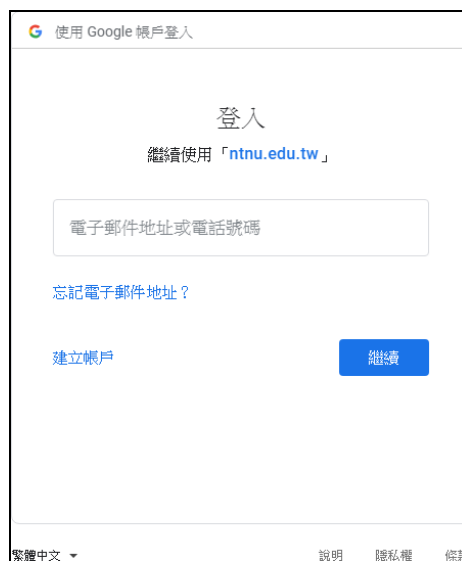 使用 Google 帳戶登入
登入
繼續使用「ntnu.edu.tw」
電子郵件地址或電話號碼
忘記電子郵件地址？
建立帳戶 繼續
繁體中文 說明 隱私權 條